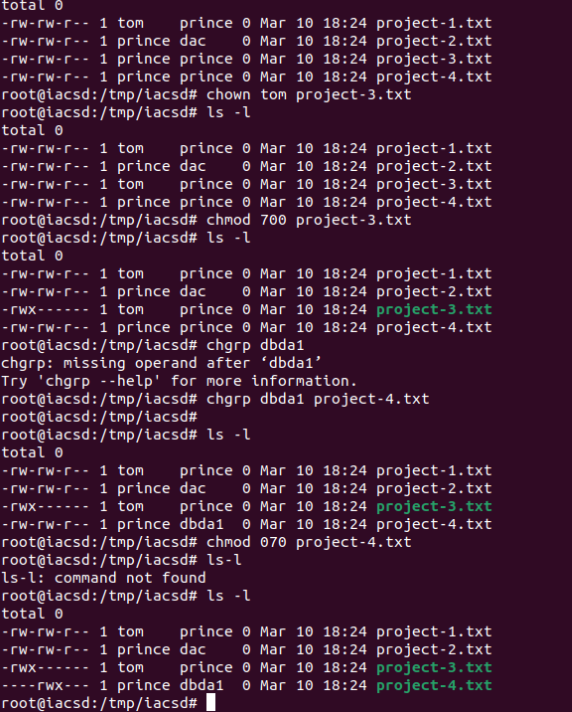 total 0
-rw-rw-r-- 1 tom    prince 0 Mar 10 18:24 project-1.txt
-rw-rw-r-- 1 prince dac    0 Mar 10 18:24 project-2.txt
-rw-rw-r-- 1 prince prince 0 Mar 10 18:24 project-3.txt
-rw-rw-r-- 1 prince prince 0 Mar 10 18:24 project-4.txt
root@iacsd:/tmp/iacsd# chown tom project-3.txt
root@iacsd:/tmp/iacsd# ls -l
total 0
-rw-rw-r-- 1 tom    prince 0 Mar 10 18:24 project-1.txt
-rw-rw-r-- 1 prince dac    0 Mar 10 18:24 project-2.txt
-rw-rw-r-- 1 tom    prince 0 Mar 10 18:24 project-3.txt
-rw-rw-r-- 1 prince prince 0 Mar 10 18:24 project-4.txt
root@iacsd:/tmp/iacsd# chmod 700 project-3.txt
root@iacsd:/tmp/iacsd# ls -l
total 0
-rw-rw-r-- 1 tom    prince 0 Mar 10 18:24 project-1.txt
-rw-rw-r-- 1 prince dac    0 Mar 10 18:24 project-2.txt
-rwx------ 1 tom    prince 0 Mar 10 18:24 project-3.txt
-rw-rw-r-- 1 prince prince 0 Mar 10 18:24 project-4.txt
root@iacsd:/tmp/iacsd# chgrp dbda1
chgrp: missing operand after ‘dbda1’
Try 'chgrp --help' for more information.
root@iacsd:/tmp/iacsd# chgrp dbda1 project-4.txt
root@iacsd:/tmp/iacsd#
root@iacsd:/tmp/iacsd# ls -l
total 0
-rw-rw-r-- 1 tom    prince 0 Mar 10 18:24 project-1.txt
-rw-rw-r-- 1 prince dac    0 Mar 10 18:24 project-2.txt
-rwx------ 1 tom    prince 0 Mar 10 18:24 project-3.txt
-rw-rw-r-- 1 prince dbda1  0 Mar 10 18:24 project-4.txt
root@iacsd:/tmp/iacsd# chmod 070 project-4.txt
root@iacsd:/tmp/iacsd# ls-l
ls-l: command not found
root@iacsd:/tmp/iacsd# ls -l
total 0
-rw-rw-r-- 1 tom    prince 0 Mar 10 18:24 project-1.txt
-rw-rw-r-- 1 prince dac    0 Mar 10 18:24 project-2.txt
-rwx------ 1 tom    prince 0 Mar 10 18:24 project-3.txt
----rwx--- 1 prince dbda1  0 Mar 10 18:24 project-4.txt
root@iacsd:/tmp/iacsd#